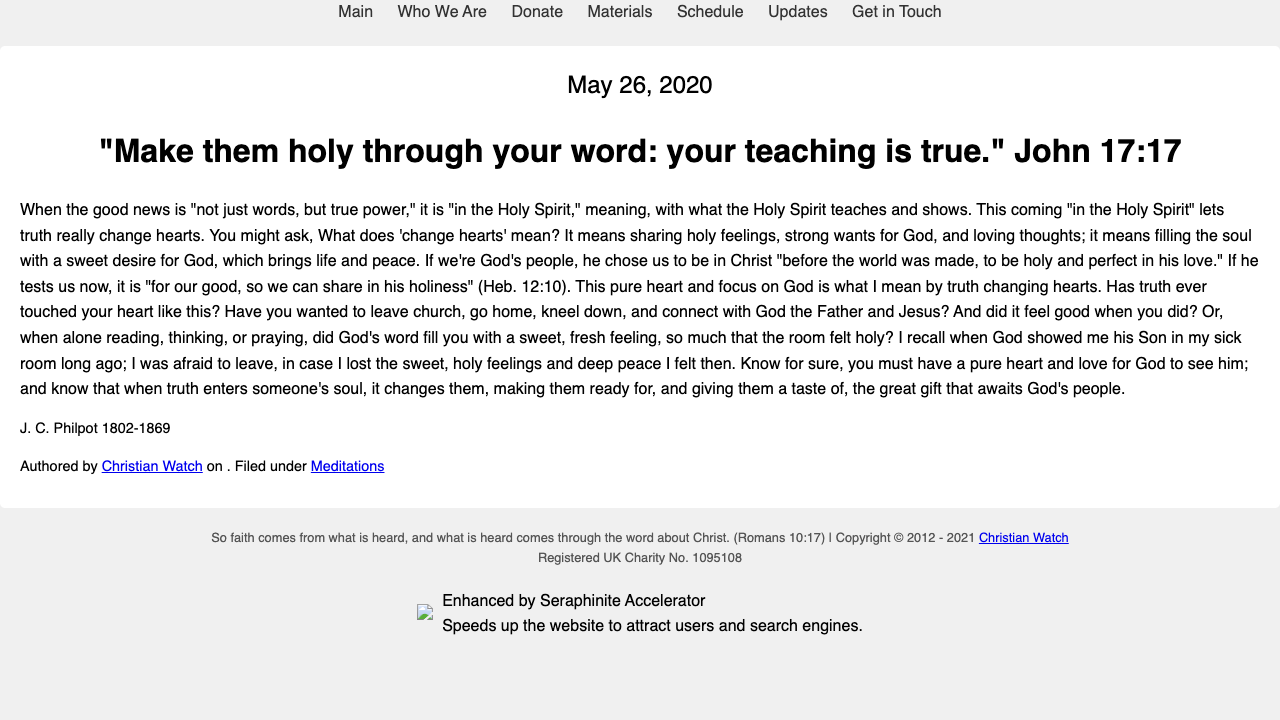 Main Who We Are Donate Materials Schedule Updates Get in Touch
May 26, 2020
"Make them holy through your word: your teaching is true." John 17:17
When the good news is "not just words, but true power," it is "in the Holy Spirit," meaning, with what the Holy Spirit teaches and shows. This coming "in the Holy Spirit" lets
truth really change hearts. You might ask, What does 'change hearts' mean? It means sharing holy feelings, strong wants for God, and loving thoughts; it means filling the soul
with a sweet desire for God, which brings life and peace. If we're God's people, he chose us to be in Christ "before the world was made, to be holy and perfect in his love." If he
tests us now, it is "for our good, so we can share in his holiness" (Heb. 12:10). This pure heart and focus on God is what I mean by truth changing hearts. Has truth ever
touched your heart like this? Have you wanted to leave church, go home, kneel down, and connect with God the Father and Jesus? And did it feel good when you did? Or,
when alone reading, thinking, or praying, did God's word fill you with a sweet, fresh feeling, so much that the room felt holy? I recall when God showed me his Son in my sick
room long ago; I was afraid to leave, in case I lost the sweet, holy feelings and deep peace I felt then. Know for sure, you must have a pure heart and love for God to see him;
and know that when truth enters someone's soul, it changes them, making them ready for, and giving them a taste of, the great gift that awaits God's people.
J. C. Philpot 1802-1869
Authored by Christian Watch on . Filed under Meditations
So faith comes from what is heard, and what is heard comes through the word about Christ. (Romans 10:17) | Copyright © 2012 - 2021 Christian Watch
Registered UK Charity No. 1095108
Enhanced by Seraphinite Accelerator
Speeds up the website to attract users and search engines.